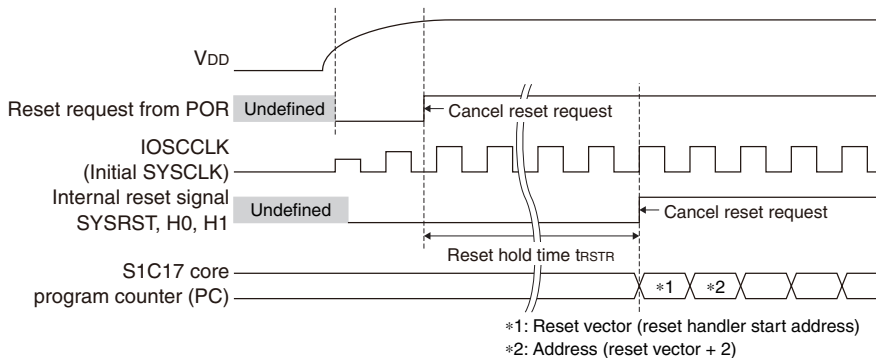 VDD
Reset request from POR
Undefined
Cancel reset request
IOSCCLK
(Initial SYSCLK)
Internal reset signal
SYSRST, H0, H1
Undefined
Cancel reset request
Reset hold time tRSTR
S1C17 core
program counter (PC)
*1
*2
*1: Reset vector (reset handler start address)
*2: Address (reset vector + 2)